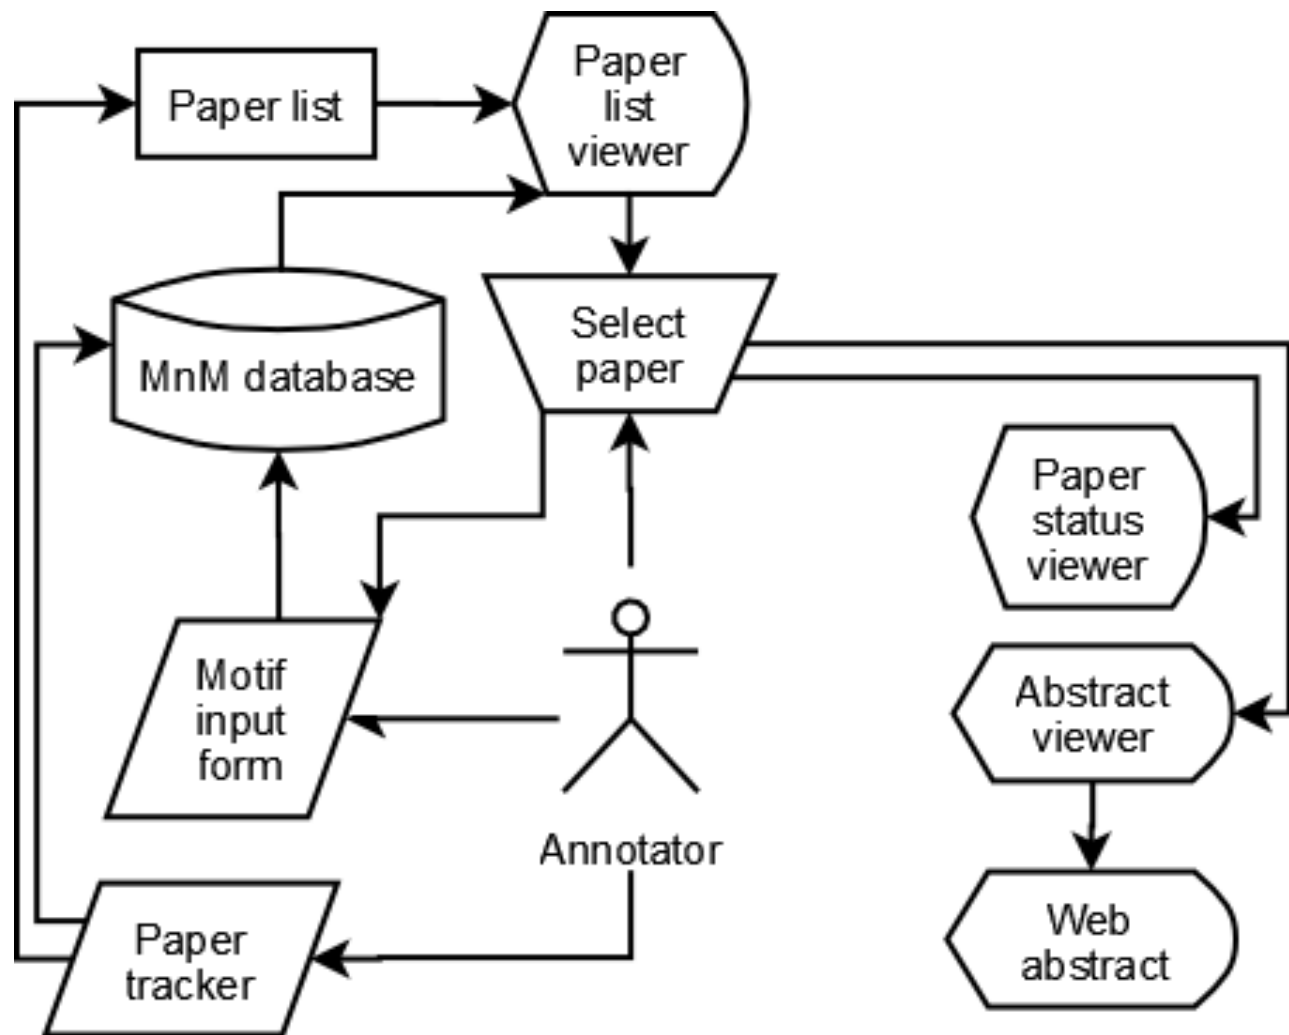 Paper
list
viewer
Paper list
Select
paper
MnM database
Paper
status
viewer
Motif
input
form
Abstract
viewer
Annotator
Web
abstract
Paper
tracker